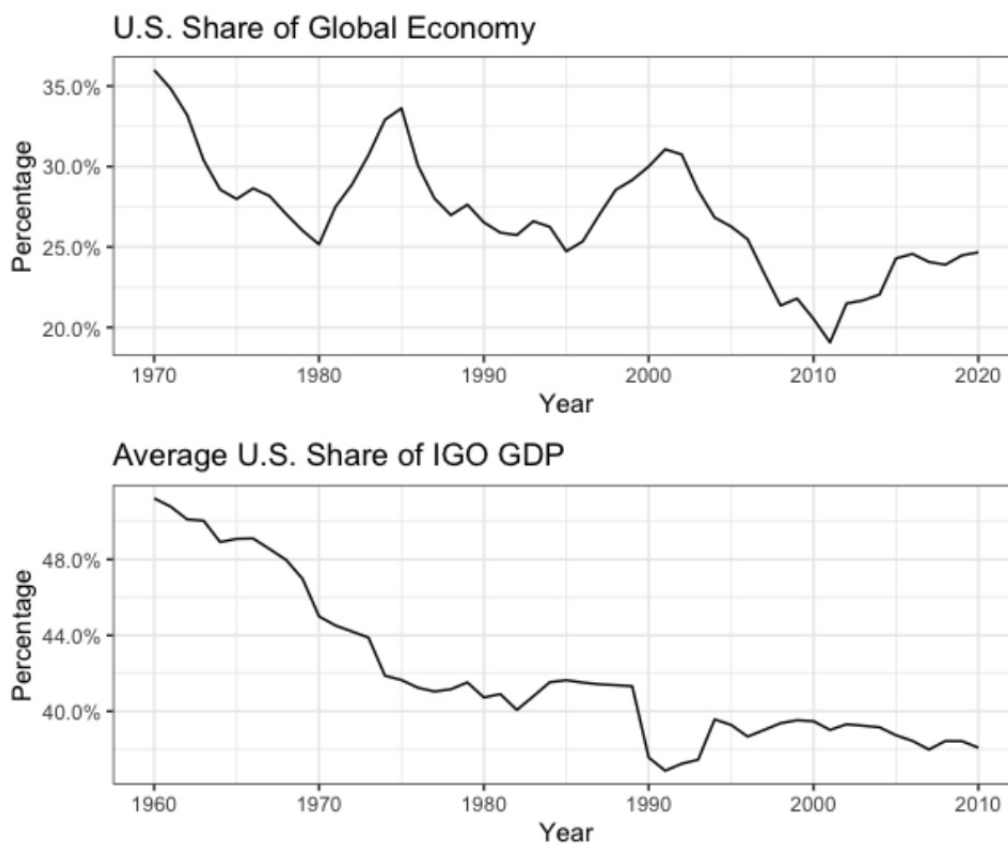 U.S. Share of Global Economy
Percentage
35.0%
30.0%
25.0%
20.0%
1970 1980 1990 2000 2010 2020
Year
Average U.S. Share of IGO GDP
Percentage
48.0%
44.0%
40.0%
1960 1970 1980 1990 2000 2010
Year